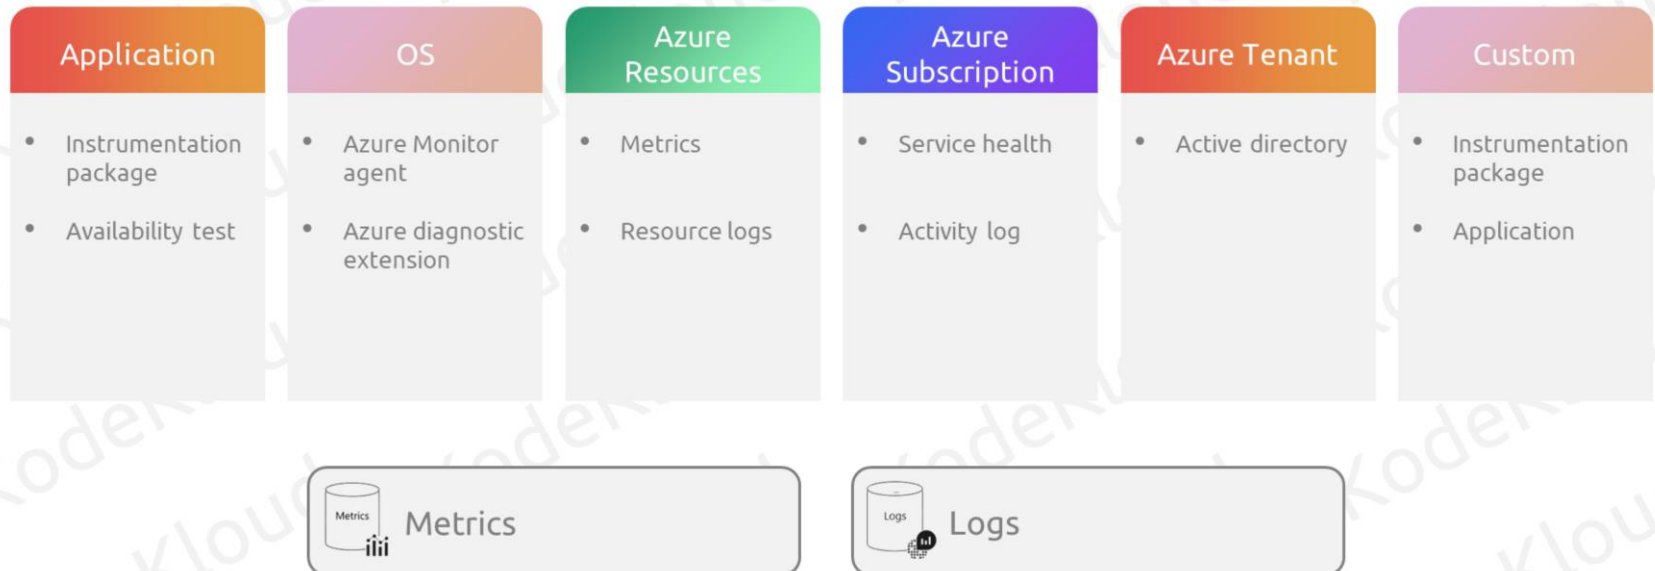 Application
OS
Azure
Resources
Azure
Subscription
Azure Tenant
Custom
• Instrumentation
package
• Availability test
• Azure Monitor
agent
• Azure diagnostic
extension
• Metrics
• Resource logs
• Service health
• Activity log
• Active directory
• Instrumentation
package
• Application
Metrics
Metrics
Logs
Logs